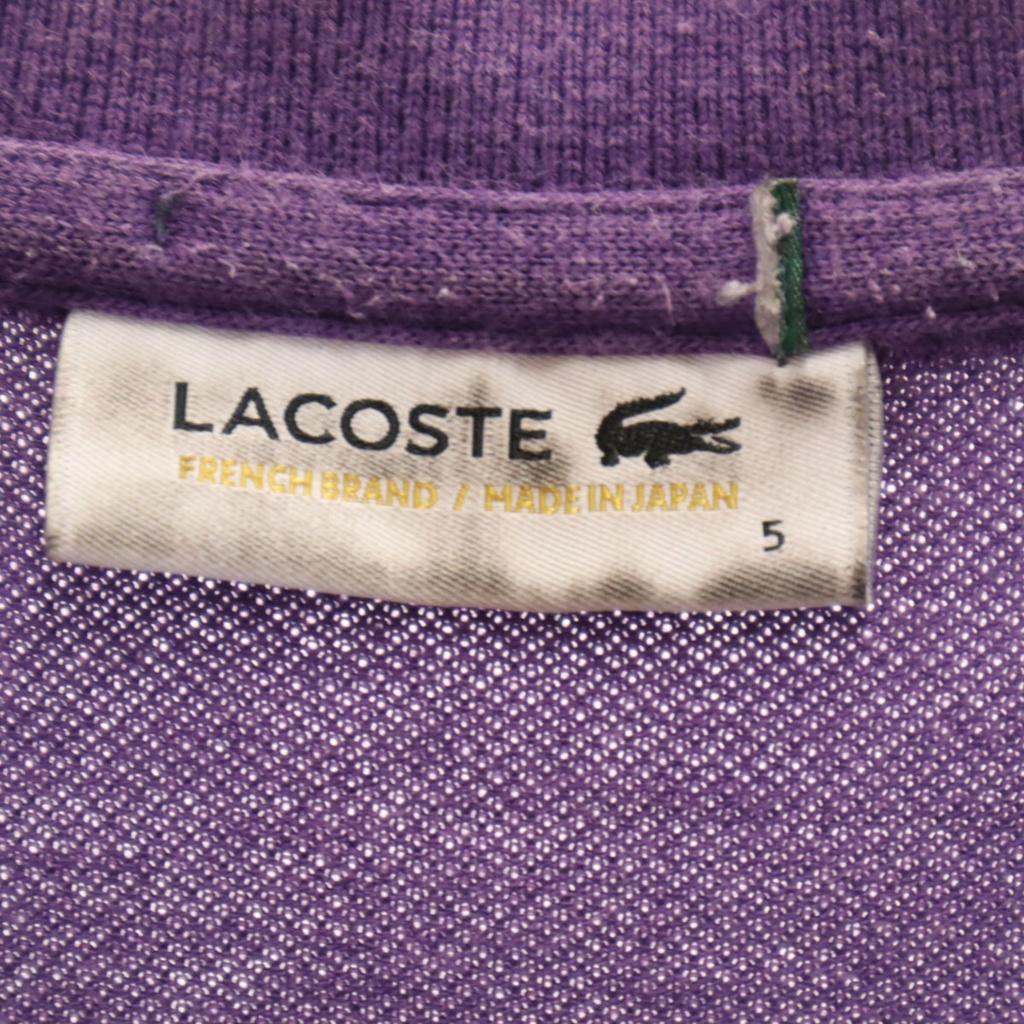 LACOSTE
FRENCH BRAND / MADE IN JAPAN
5